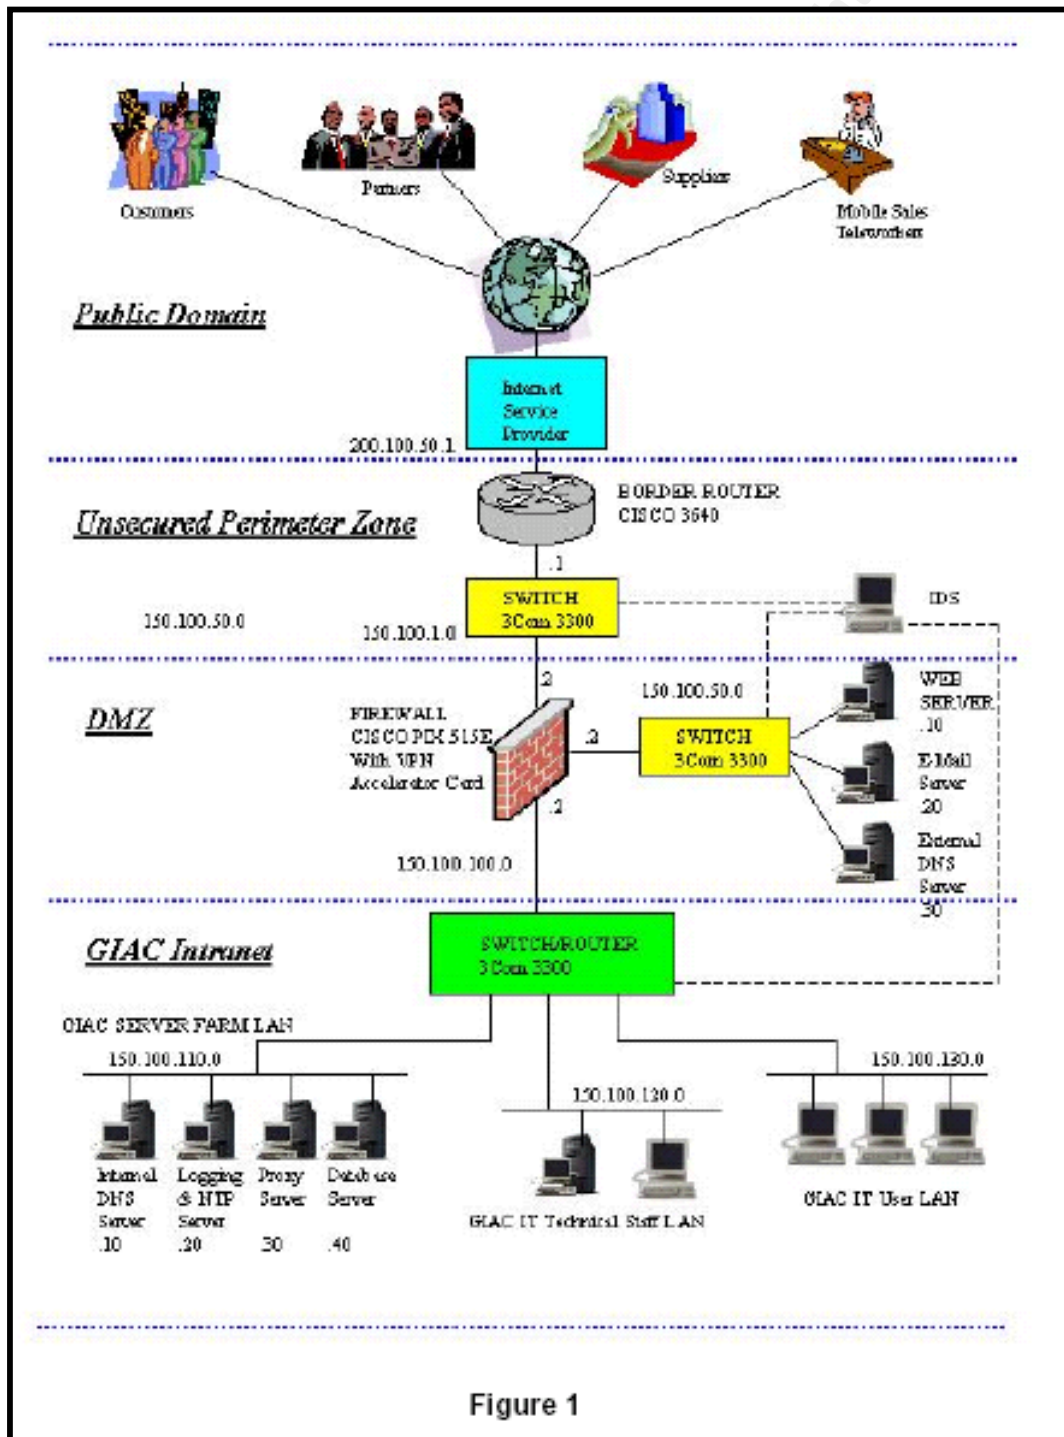 Customers
Partners
Suppliers
Mobile Sales
Teleworkers
Public Domain
Internet
Service
Provider
200.100.50.1
BORDER ROUTER
CISCO 3640
Unsecured Perimeter Zone
.1
SWITCH
3Com 3300
IDS
150.100.50.0
150.100.1.0
.2
150.100.50.0
WEB
SERVER
.10
DMZ
FIREWALL
CISCO PIX 515E
With VPN
Accelerator Card
.2
SWITCH
3Com 3300
E-Mail
Server
.20
.2
External
DNS
Server
.30
150.100.100.0
GIAC Intranet
SWITCH/ROUTER
3Com 3300
GIAC SERVER FARM LAN
150.100.110.0
150.100.120.0
150.100.130.0
Internal
DNS
Server
.10
Logging
& NTP
Server
.20
Proxy
Server
.30
Database
Server
.40
GIAC IT Technical Staff LAN
GIAC IT User LAN
Figure 1